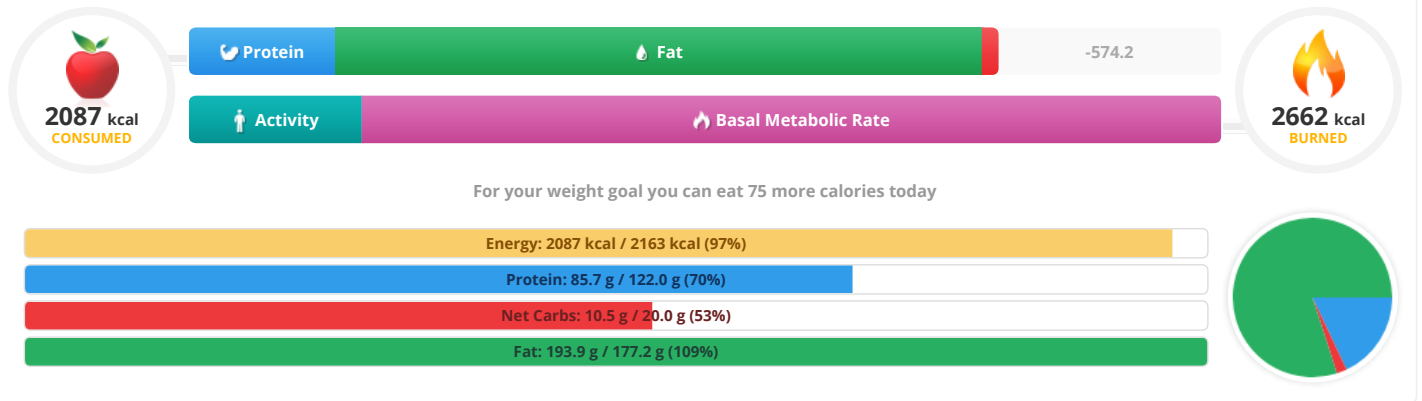 Protein
Fat
-574.2
2087 kcal
CONSUMED
Activity
Basal Metabolic Rate
2662 kcal
BURNED
For your weight goal you can eat 75 more calories today
Energy: 2087 kcal / 2163 kcal (97%)
Protein: 85.7 g / 122.0 g (70%)
Net Carbs: 10.5 g / 20.0 g (53%)
Fat: 193.9 g / 177.2 g (109%)